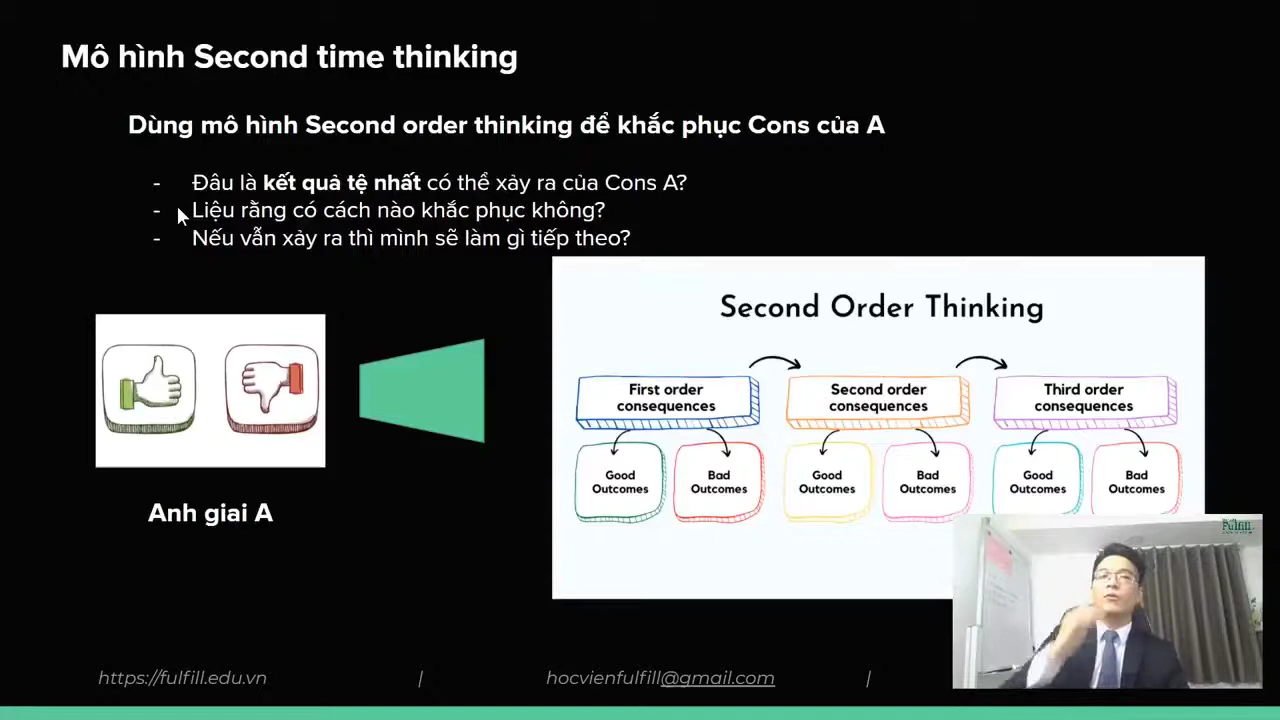 Mô hình Second time thinking
Dùng mô hình Second order thinking để khắc phục Cons của A
- Đâu là kết quả tệ nhất có thể xảy ra của Cons A?
- Liệu rằng có cách nào khắc phục không?
- Nếu vẫn xảy ra thì mình sẽ làm gì tiếp theo?
Second Order Thinking
First order
consequences
Second order
consequences
Third order
consequences
Good
Outcomes
Bad
Outcomes
Good
Outcomes
Bad
Outcomes
Good
Outcomes
Bad
Outcomes
Anh giai A
Fulfill
https://fulfill.edu.vn | hocvienfulfill@gmail.com |